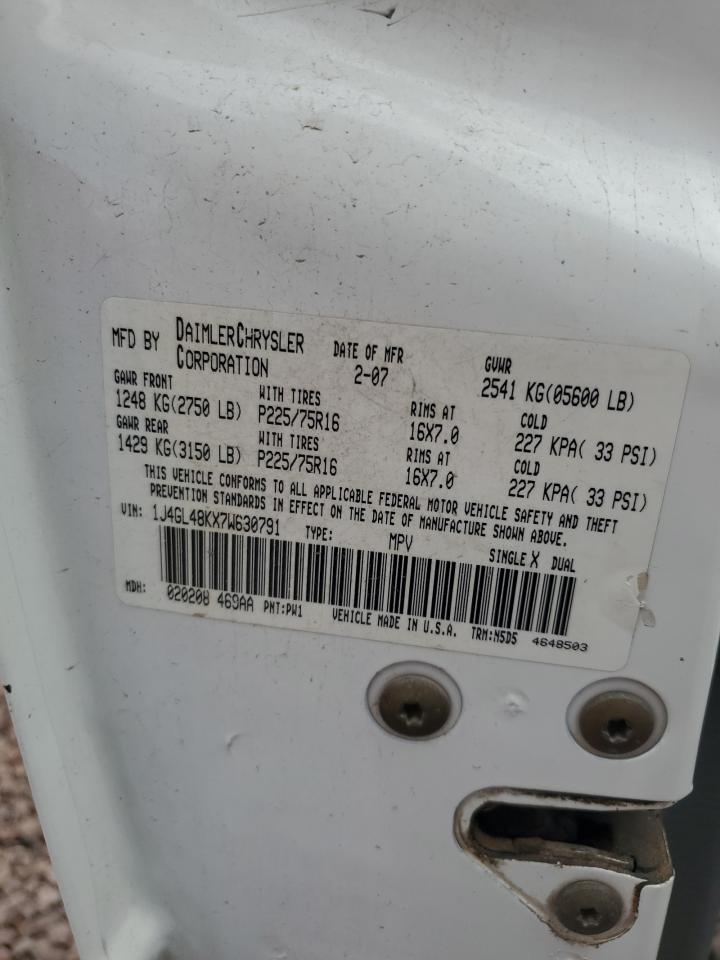 MFD BY DAIMLERCHRYSLER CORPORATION DATE OF MFR 2-07 GVWR 2541 KG(05600 LB)
GAWR FRONT WITH TIRES RIMS AT COLD
1248 KG(2750 LB) P225/75R16 16X7.0 227 KPA( 33 PSI)
GAWR REAR WITH TIRES RIMS AT COLD
1429 KG(3150 LB) P225/75R16 16X7.0 227 KPA( 33 PSI)
THIS VEHICLE CONFORMS TO ALL APPLICABLE FEDERAL MOTOR VEHICLE SAFETY AND THEFT
PREVENTION STANDARDS IN EFFECT ON THE DATE OF MANUFACTURE SHOWN ABOVE.
VIN: 1J4GL48KX7W630791 TYPE: MPV SINGLE X DUAL
MDH: 020208 469AA PNT:PW1 VEHICLE MADE IN U.S.A. TRM:N5D5 4648503